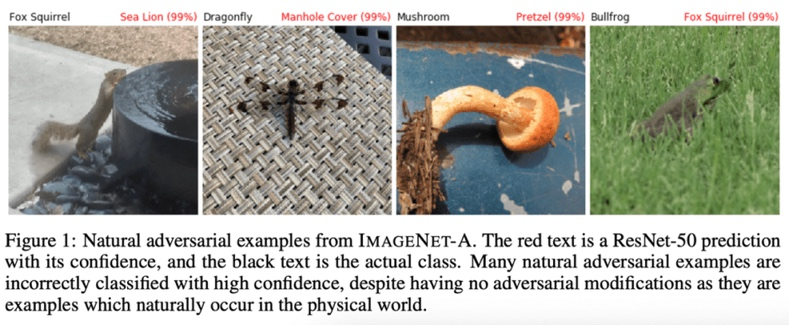 Fox Squirrel Sea Lion (99%) Dragonfly Manhole Cover (99%) Mushroom Pretzel (99%) Bullfrog Fox Squirrel (99%)
Figure 1: Natural adversarial examples from IMAGENET-A. The red text is a ResNet-50 prediction
with its confidence, and the black text is the actual class. Many natural adversarial examples are
incorrectly classified with high confidence, despite having no adversarial modifications as they are
examples which naturally occur in the physical world.